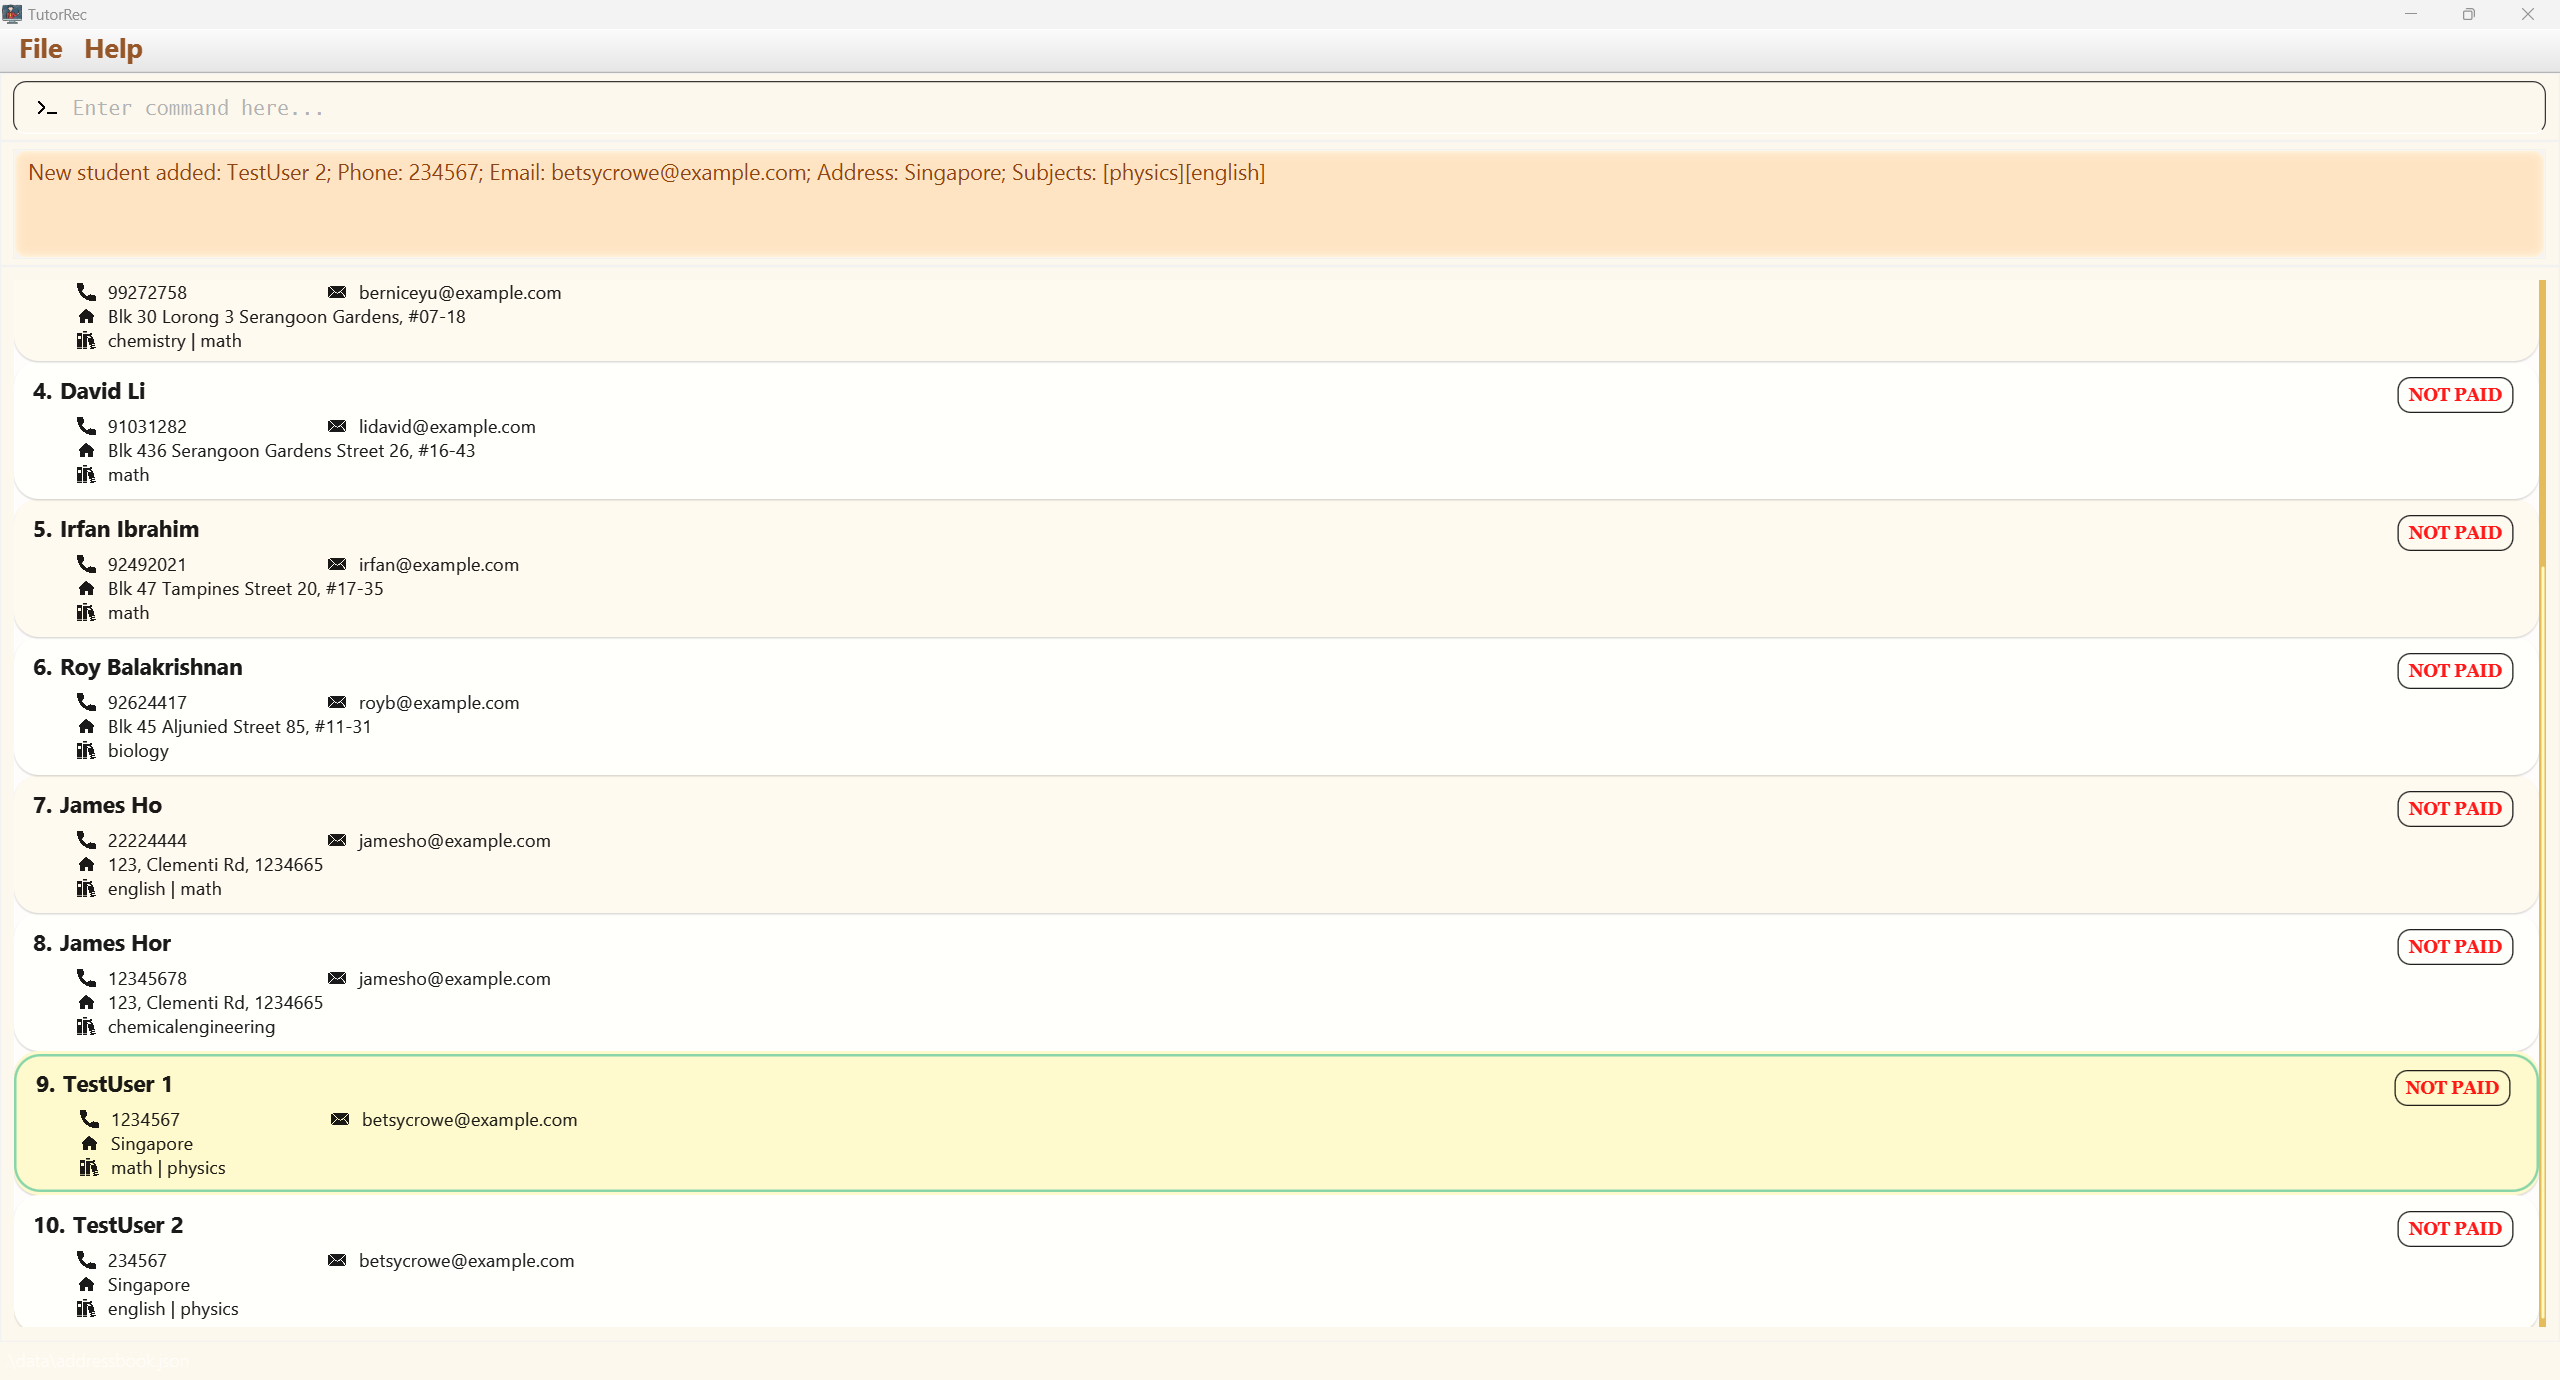 TutorRec
File Help
>_ Enter command here...
New student added: TestUser 2; Phone: 234567; Email: betsycrowe@example.com; Address: Singapore; Subjects: [physics][english]
99272758 berniceyu@example.com
Blk 30 Lorong 3 Serangoon Gardens, #07-18
chemistry | math
4. David Li NOT PAID
91031282 lidavid@example.com
Blk 436 Serangoon Gardens Street 26, #16-43
math
5. Irfan Ibrahim NOT PAID
92492021 irfan@example.com
Blk 47 Tampines Street 20, #17-35
math
6. Roy Balakrishnan NOT PAID
92624417 royb@example.com
Blk 45 Aljunied Street 85, #11-31
biology
7. James Ho NOT PAID
22224444 jamesho@example.com
123, Clementi Rd, 1234665
english | math
8. James Hor NOT PAID
12345678 jamesho@example.com
123, Clementi Rd, 1234665
chemicalengineering
9. TestUser 1 NOT PAID
1234567 betsycrowe@example.com
Singapore
math | physics
10. TestUser 2 NOT PAID
234567 betsycrowe@example.com
Singapore
english | physics